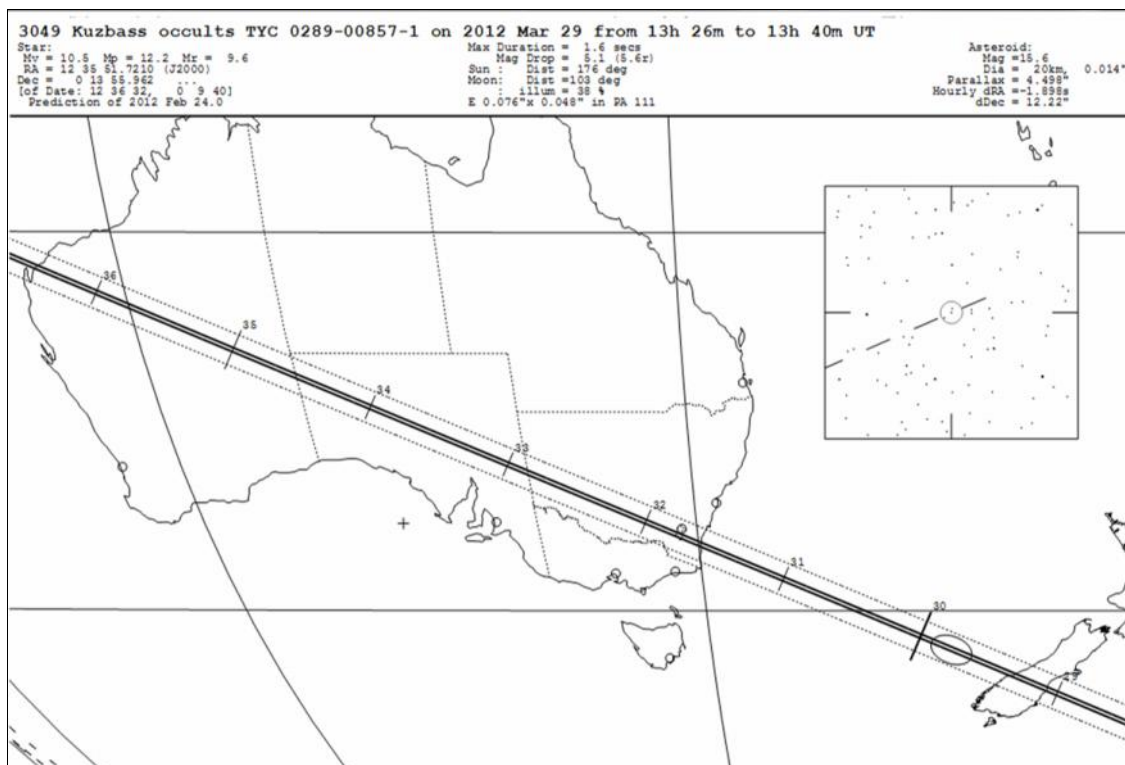 3049 Kuzbass occults TYC 0289-00857-1 on 2012 Mar 29 from 13h 26m to 13h 40m UT
Star:
Mv = 10.5 Mp = 12.2 Mr = 9.6
RA = 12 35 51.7210 (J2000)
Dec = 0 13 55.962 ...
[of Date: 12 36 32, 0 9 40]
Prediction of 2012 Feb 24.0
Max Duration = 1.6 secs
Mag Drop = 5.1 (5.6r)
Sun : Dist = 176 deg
Moon: Dist =103 deg
: illum = 38 %
E 0.076"x 0.048" in PA 111
Asteroid:
Mag =15.6
Dia = 20km, 0.014"
Parallax = 4.498"
Hourly dRA =-1.898s
dDec = 12.22"
36
35
34
33
32
31
30
29